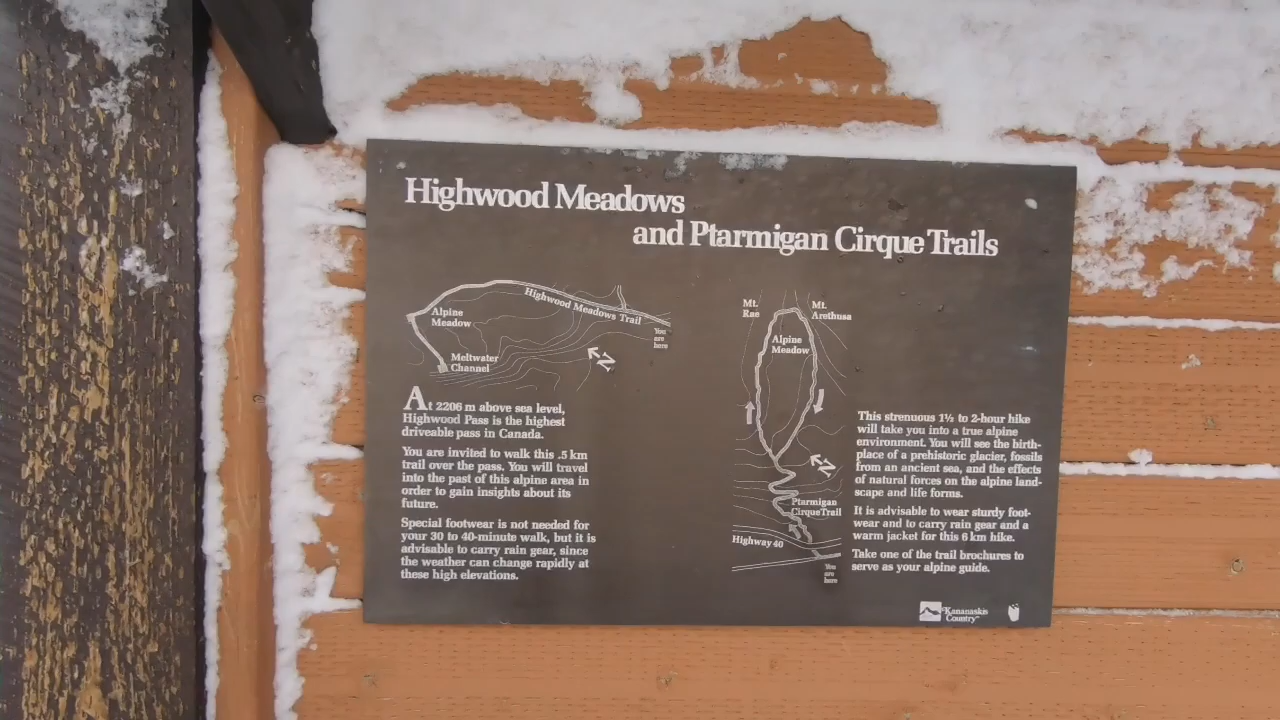 Highwood Meadows
and Ptarmigan Cirque Trails
Highwood Meadows Trail
Alpine
Meadow
You
are
here
Meltwater
Channel
N
At 2206 m above sea level,
Highwood Pass is the highest
driveable pass in Canada.
You are invited to walk this .5 km
trail over the pass. You will travel
into the past of this alpine area in
order to gain insights about its
future.
Special footwear is not needed for
your 30 to 40-minute walk, but it is
advisable to carry rain gear, since
the weather can change rapidly at
these high elevations.
Mt.
Rae
Mt.
Arethusa
Alpine
Meadow
N
Ptarmigan
Cirque Trail
Highway 40
You
are
here
This strenuous 1½ to 2-hour hike
will take you into a true alpine
environment. You will see the birth-
place of a prehistoric glacier, fossils
from an ancient sea, and the effects
of natural forces on the alpine land-
scape and life forms.
It is advisable to wear sturdy foot-
wear and to carry rain gear and a
warm jacket for this 6 km hike.
Take one of the trail brochures to
serve as your alpine guide.
Kananaskis
Country